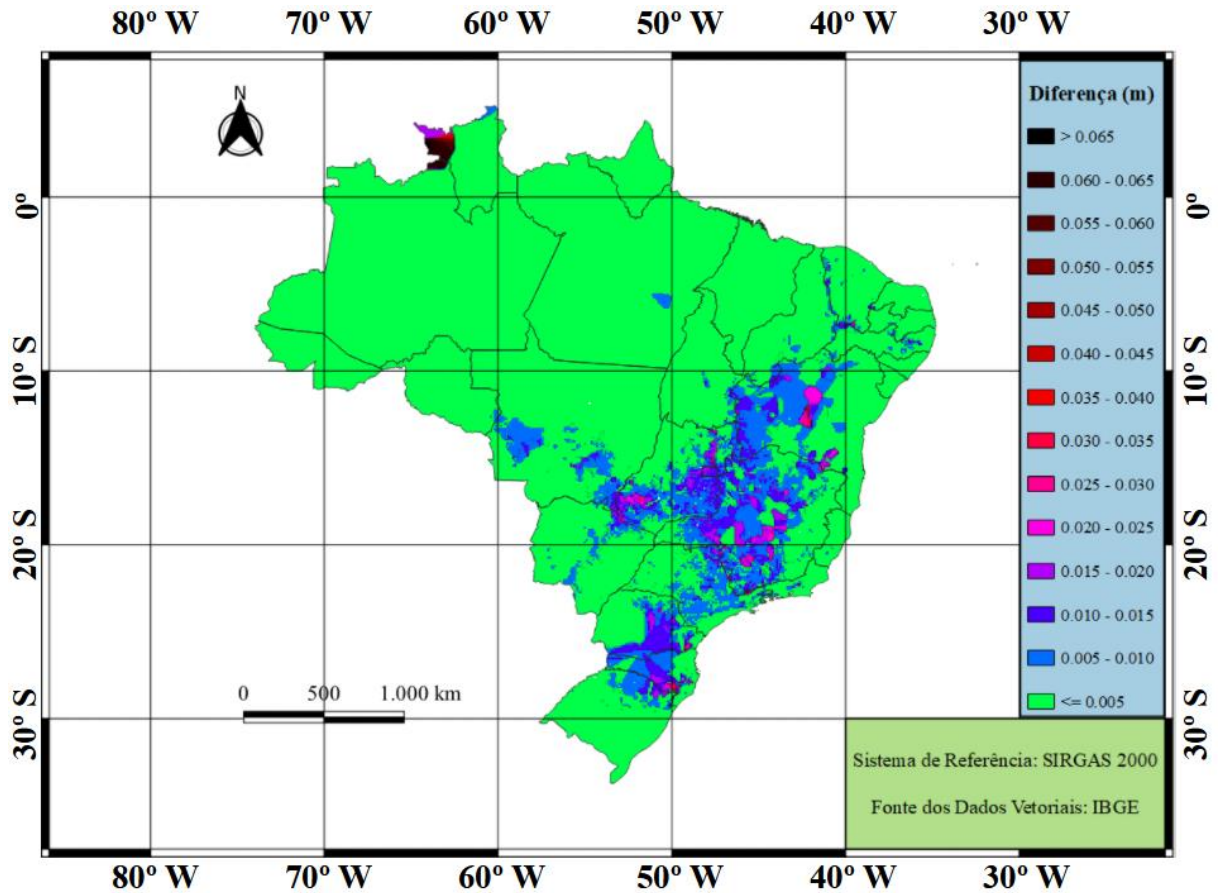 80º W 70º W 60º W 50º W 40º W 30º W
N
Diferença (m)
> 0.065
0.060 - 0.065
0.055 - 0.060
0.050 - 0.055
0.045 - 0.050
0.040 - 0.045
0.035 - 0.040
0.030 - 0.035
0.025 - 0.030
0.020 - 0.025
0.015 - 0.020
0.010 - 0.015
0.005 - 0.010
<= 0.005
0º 0º
10º S 10º S
20º S 20º S
30º S 30º S
0 500 1.000 km
Sistema de Referência: SIRGAS 2000
Fonte dos Dados Vetoriais: IBGE
80º W 70º W 60º W 50º W 40º W 30º W